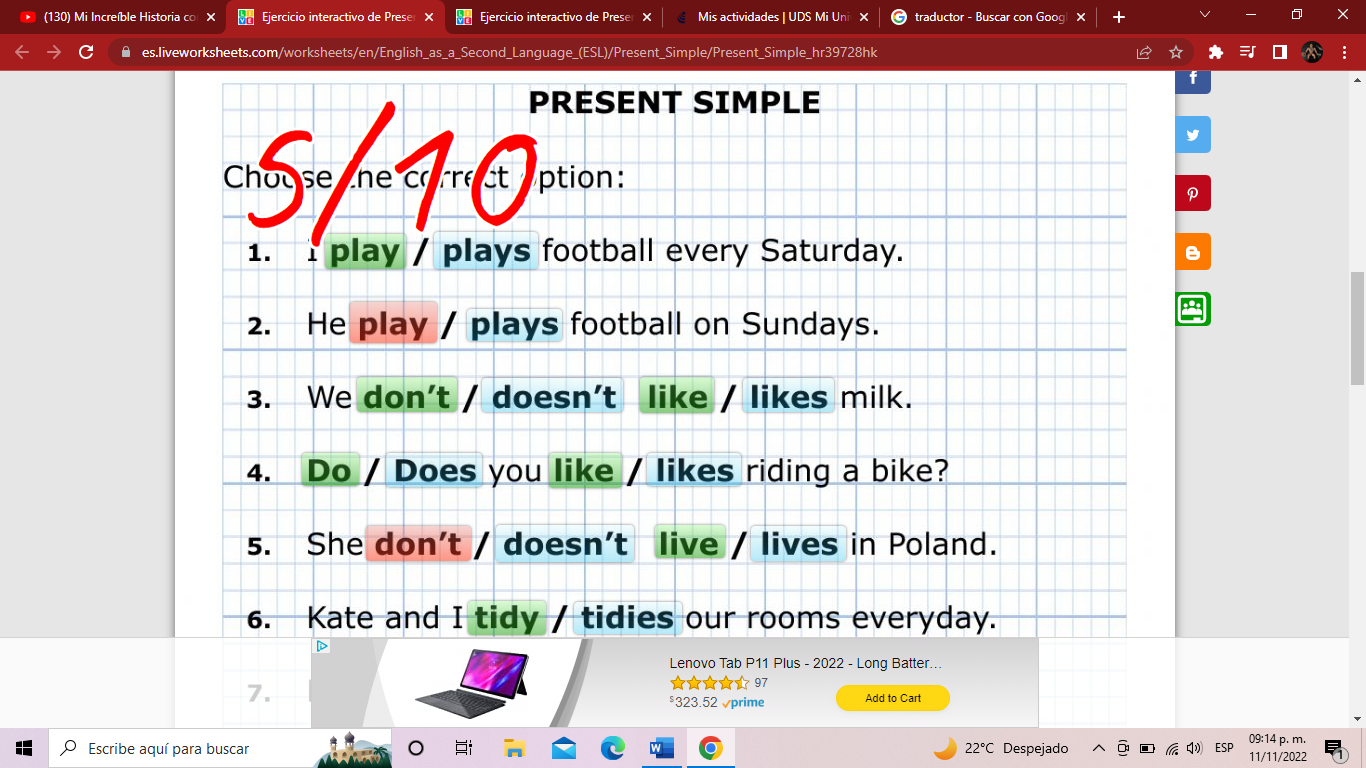 (130) Mi Increíble Historia co
Ejercicio interactivo de Preser
Ejercicio interactivo de Preser
Mis actividades | UDS Mi Uni
traductor - Buscar con Goog
es.liveworksheets.com/worksheets/en/English_as_a_Second_Language_(ESL)/Present_Simple/Present_Simple_hr39728hk
PRESENT SIMPLE
5/10
Choose the correct option:
1. I play / plays football every Saturday.
2. He play / plays football on Sundays.
3. We don't / doesn't like / likes milk.
4. Do / Does you like / likes riding a bike?
5. She don't / doesn't live / lives in Poland.
6. Kate and I tidy / tidies our rooms everyday.
7.
Lenovo Tab P11 Plus - 2022 - Long Batter...
97
$323.52 prime
Add to Cart
Escribe aquí para buscar
22°C Despejado
ESP
09:14 p. m.
11/11/2022
1